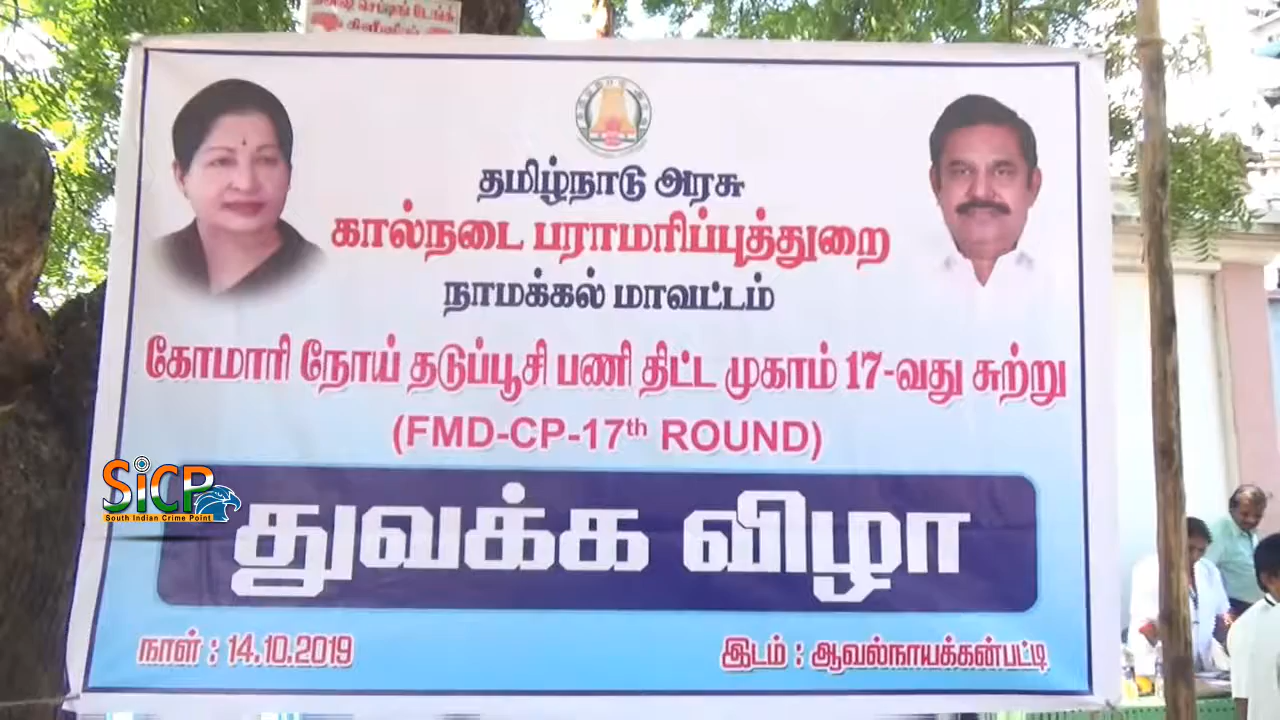 தமிழ்நாடு அரசு
கால்நடை பராமரிப்புத்துறை
நாமக்கல் மாவட்டம்
கோமாரி நோய் தடுப்பூசி பணி திட்ட முகாம் 17-வது சுற்று
(FMD-CP-17th ROUND)
SiCP
South Indian Crime Point
துவக்க விழா
நாள் : 14.10.2019
இடம் : ஆவல்நாயக்கன்பட்டி